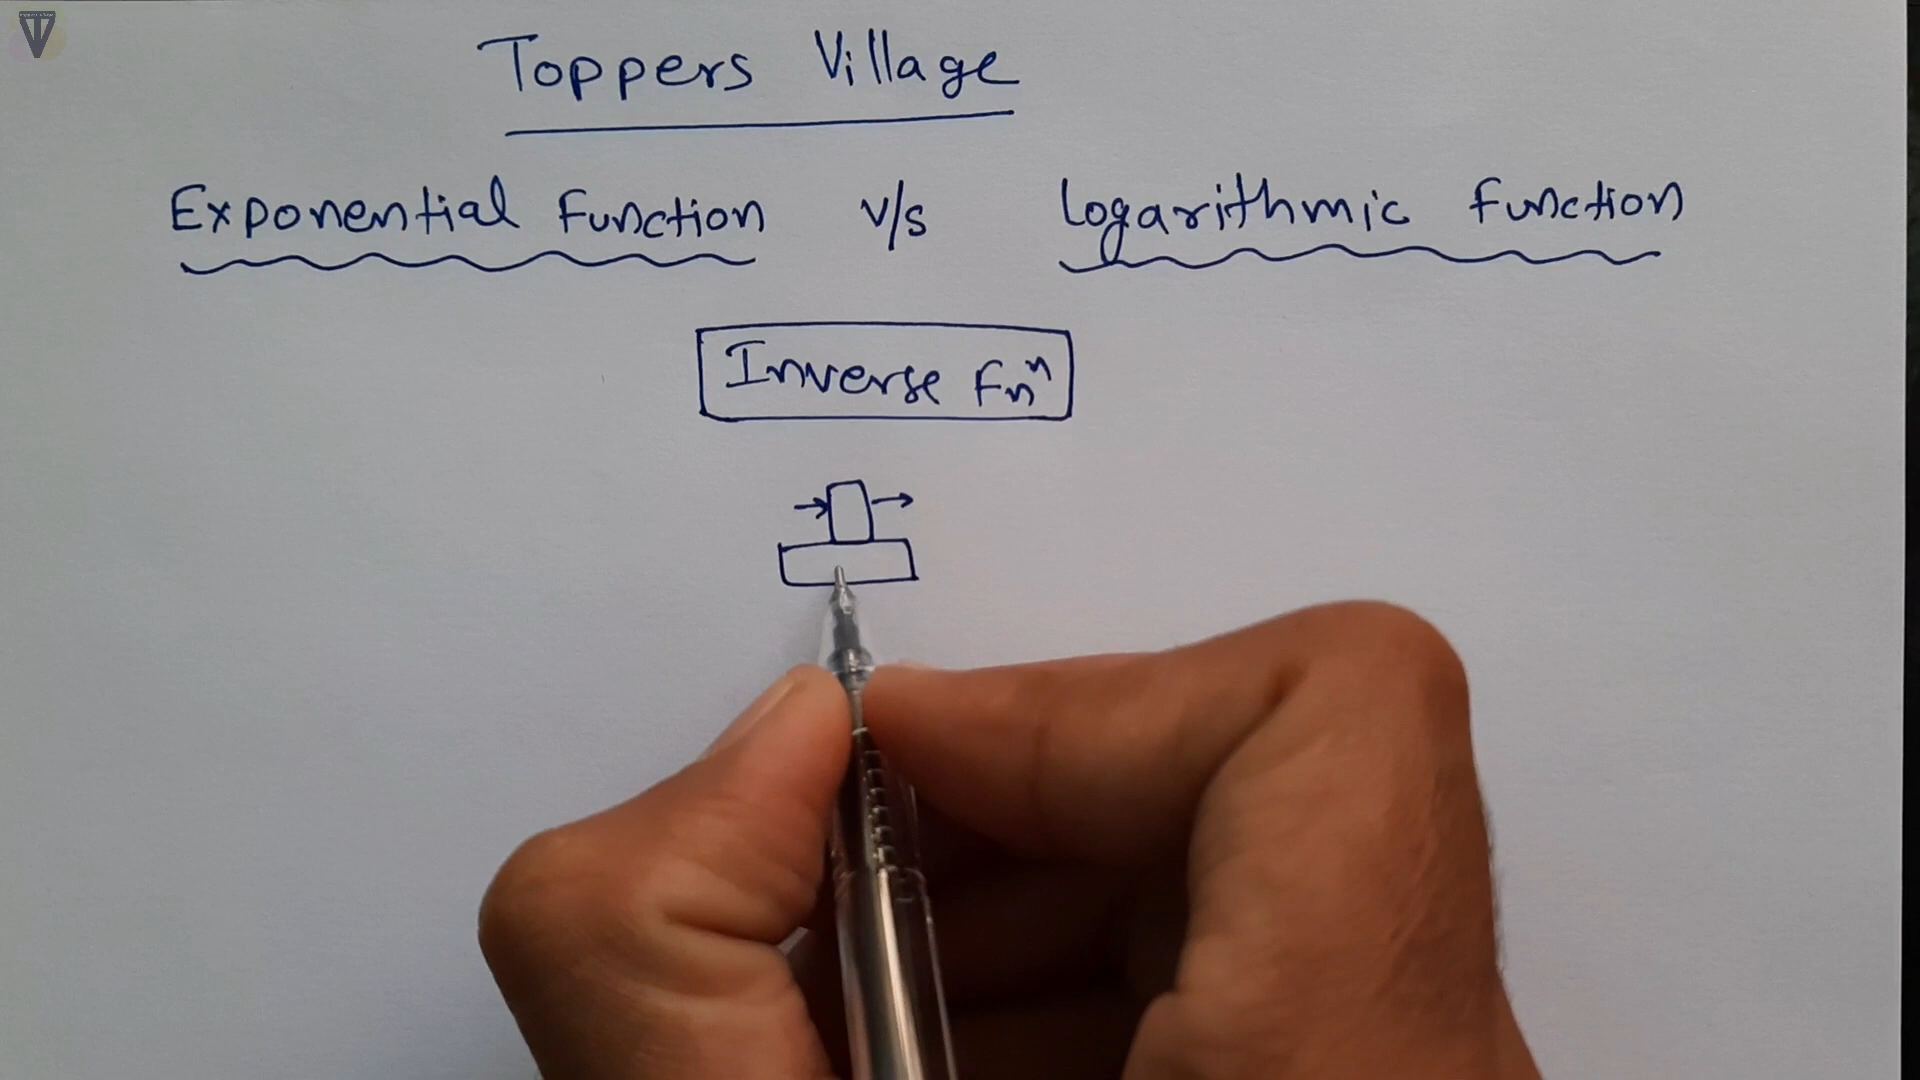 Toppers Village
Exponential Function v/s Logarithmic Function
Inverse Fnⁿ